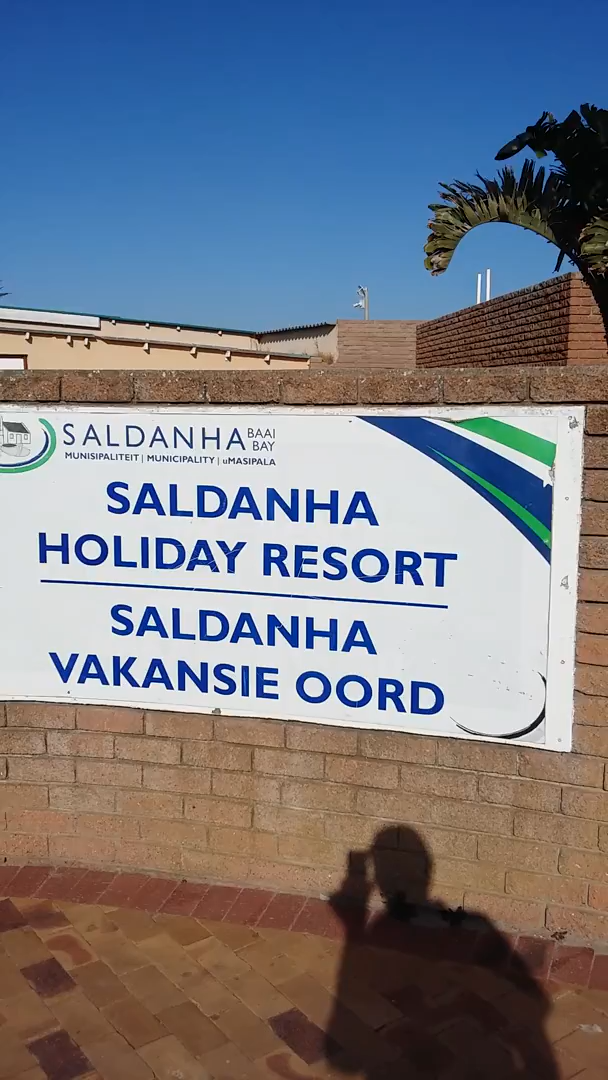 SALDANHA BAAI
BAY
MUNISIPALITEIT | MUNICIPALITY | uMASIPALA
SALDANHA
HOLIDAY RESORT
SALDANHA
VAKANSIE OORD